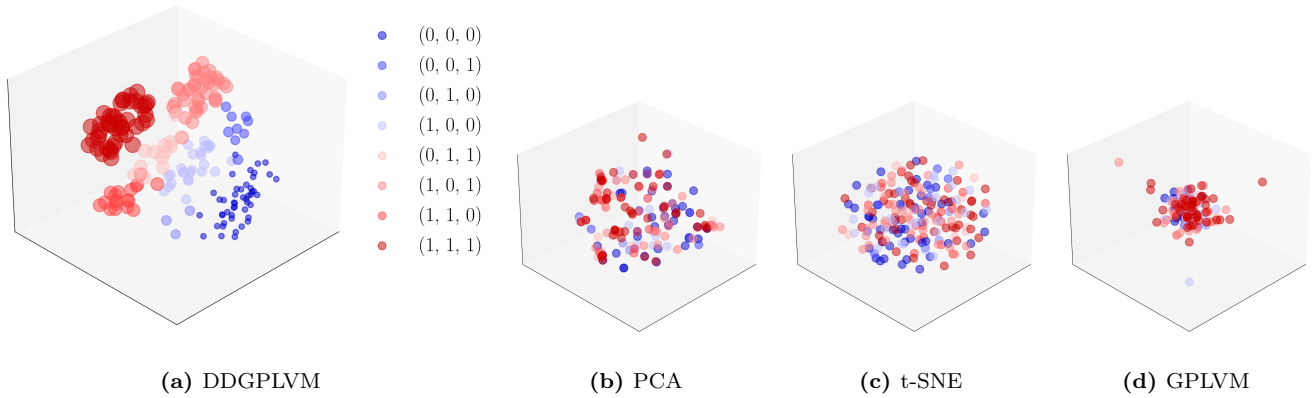 (0, 0, 0)
(0, 0, 1)
(0, 1, 0)
(1, 0, 0)
(0, 1, 1)
(1, 0, 1)
(1, 1, 0)
(1, 1, 1)
(a) DDGPLVM
(b) PCA
(c) t-SNE
(d) GPLVM